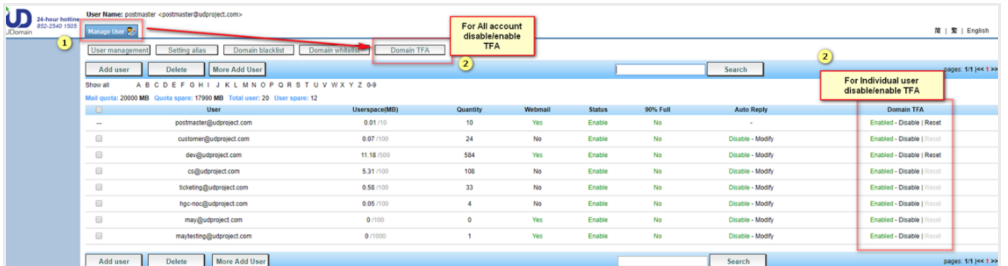 UD
UDomain
24-hour hotline
852-2540 1505
User Name: postmaster <postmaster@udproject.com>
Manage User
1
For All account
disable/enable
TFA
简 | 繁 | English
User management Setting alias Domain blacklist Domain whitelist Domain TFA
2
2
Add user Delete More Add User Search pages: 1/1 |<< 1 >>
For Individual user
disable/enable TFA
Show all A B C D E F G H I J K L M N O P Q R S T U V W X Y Z 0-9
Mail quota: 20000 MB Quota spare: 17990 MB Total user: 20 User spare: 12
User Userspace(MB) Quantity Webmail Status 90% Full Auto Reply Domain TFA
-- postmaster@udproject.com 0.01 /10 10 Yes Enable No - Enabled - Disable | Reset
customer@udproject.com 0.07 /100 24 No Enable No Disable - Modify Enabled - Disable | Reset
dev@udproject.com 11.18 /500 584 Yes Enable No Disable - Modify Enabled - Disable | Reset
cs@udproject.com 5.31 /100 108 No Enable No Disable - Modify Enabled - Disable | Reset
ticketing@udproject.com 0.58 /100 33 No Enable No Disable - Modify Enabled - Disable | Reset
hgc-noc@udproject.com 0.05 /100 4 No Enable No Disable - Modify Enabled - Disable | Reset
may@udproject.com 0 /100 0 Yes Enable No Disable - Modify Enabled - Disable | Reset
maytesting@udproject.com 0 /1000 1 Yes Enable No Disable - Modify Enabled - Disable | Reset
Add user Delete More Add User Search pages: 1/1 |<< 1 >>